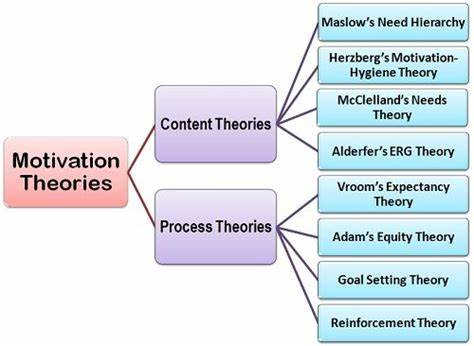 Motivation
Theories
Content Theories
Maslow's Need Hierarchy
Herzberg's Motivation-
Hygiene Theory
McClelland's Needs
Theory
Alderfer's ERG Theory
Process Theories
Vroom's Expectancy
Theory
Adam's Equity Theory
Goal Setting Theory
Reinforcement Theory